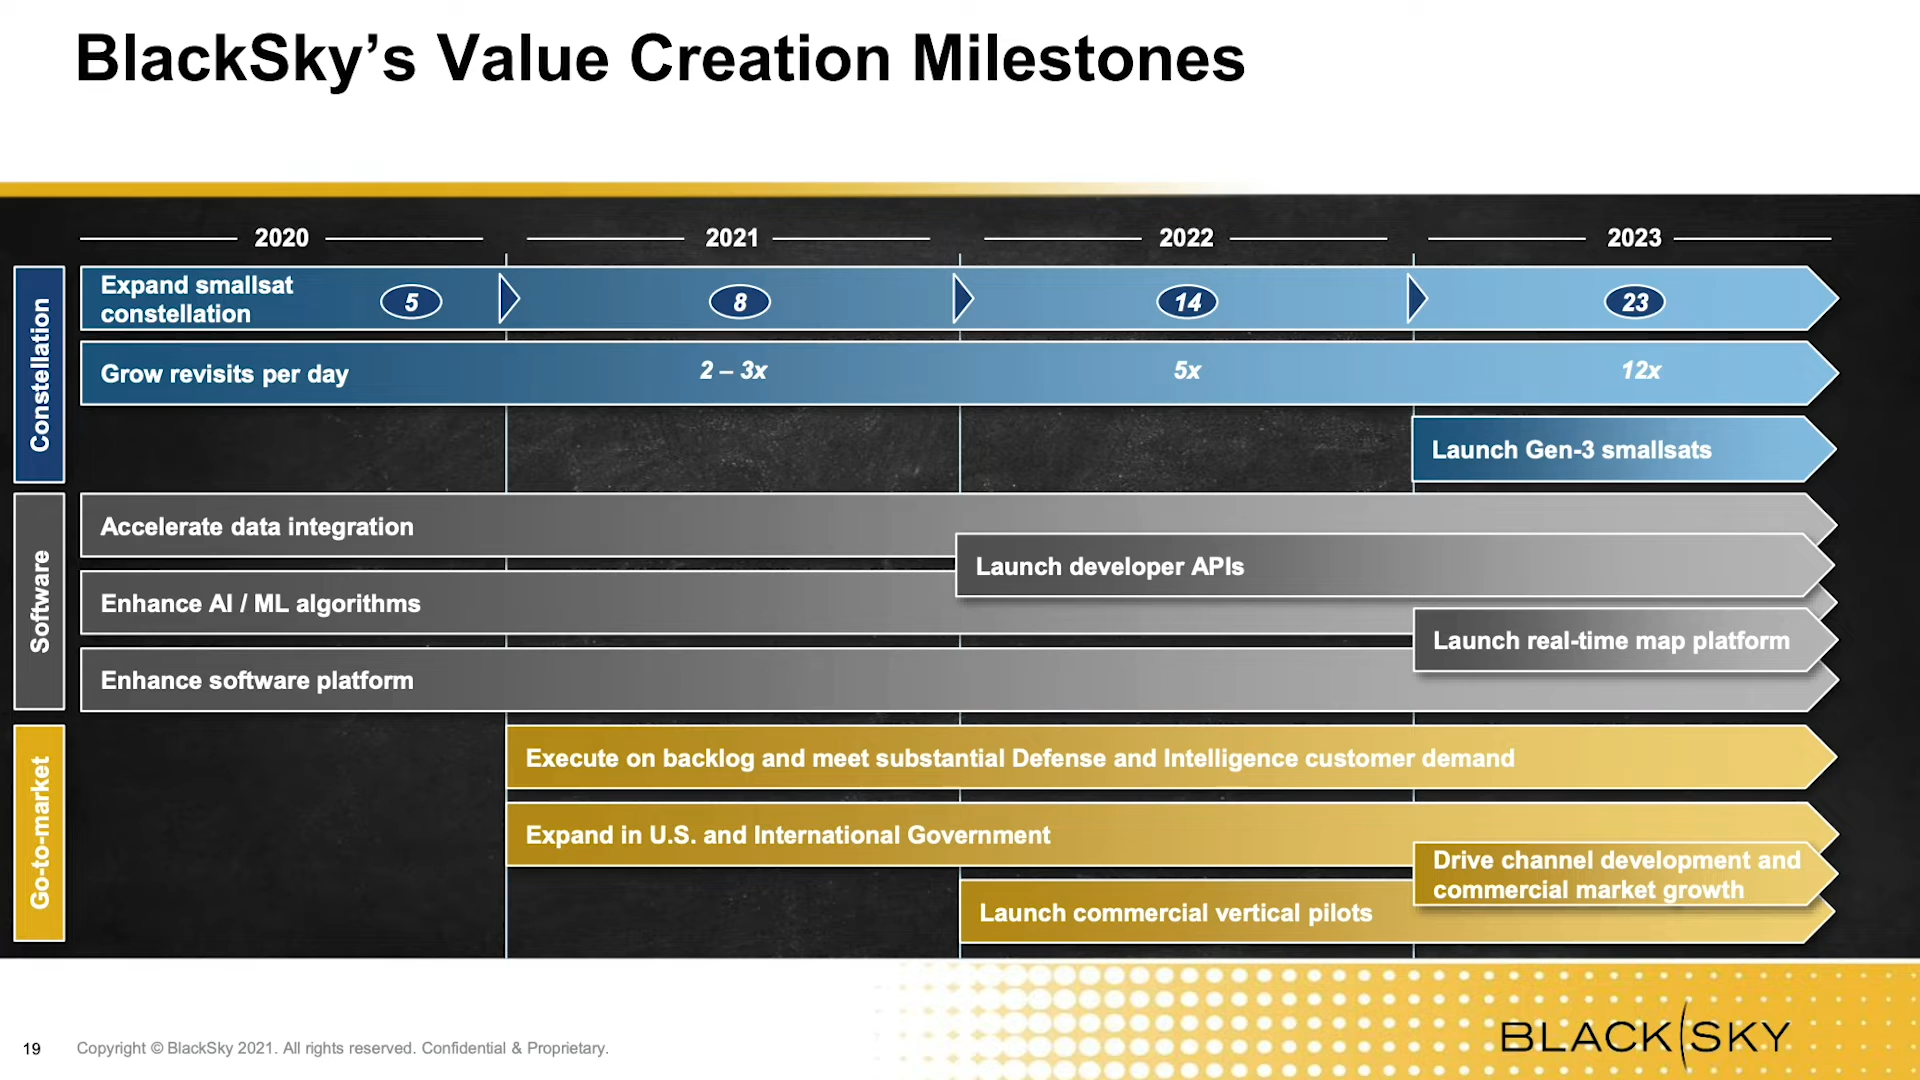 BlackSky’s Value Creation Milestones
2020 2021 2022 2023
Constellation
Expand smallsat
constellation
5 8 14 23
Grow revisits per day 2 – 3x 5x 12x
Launch Gen-3 smallsats
Software
Accelerate data integration
Launch developer APIs
Enhance AI / ML algorithms
Launch real-time map platform
Enhance software platform
Go-to-market
Execute on backlog and meet substantial Defense and Intelligence customer demand
Expand in U.S. and International Government
Drive channel development and
commercial market growth
Launch commercial vertical pilots
19 Copyright © BlackSky 2021. All rights reserved. Confidential & Proprietary.
BLACK(SKY